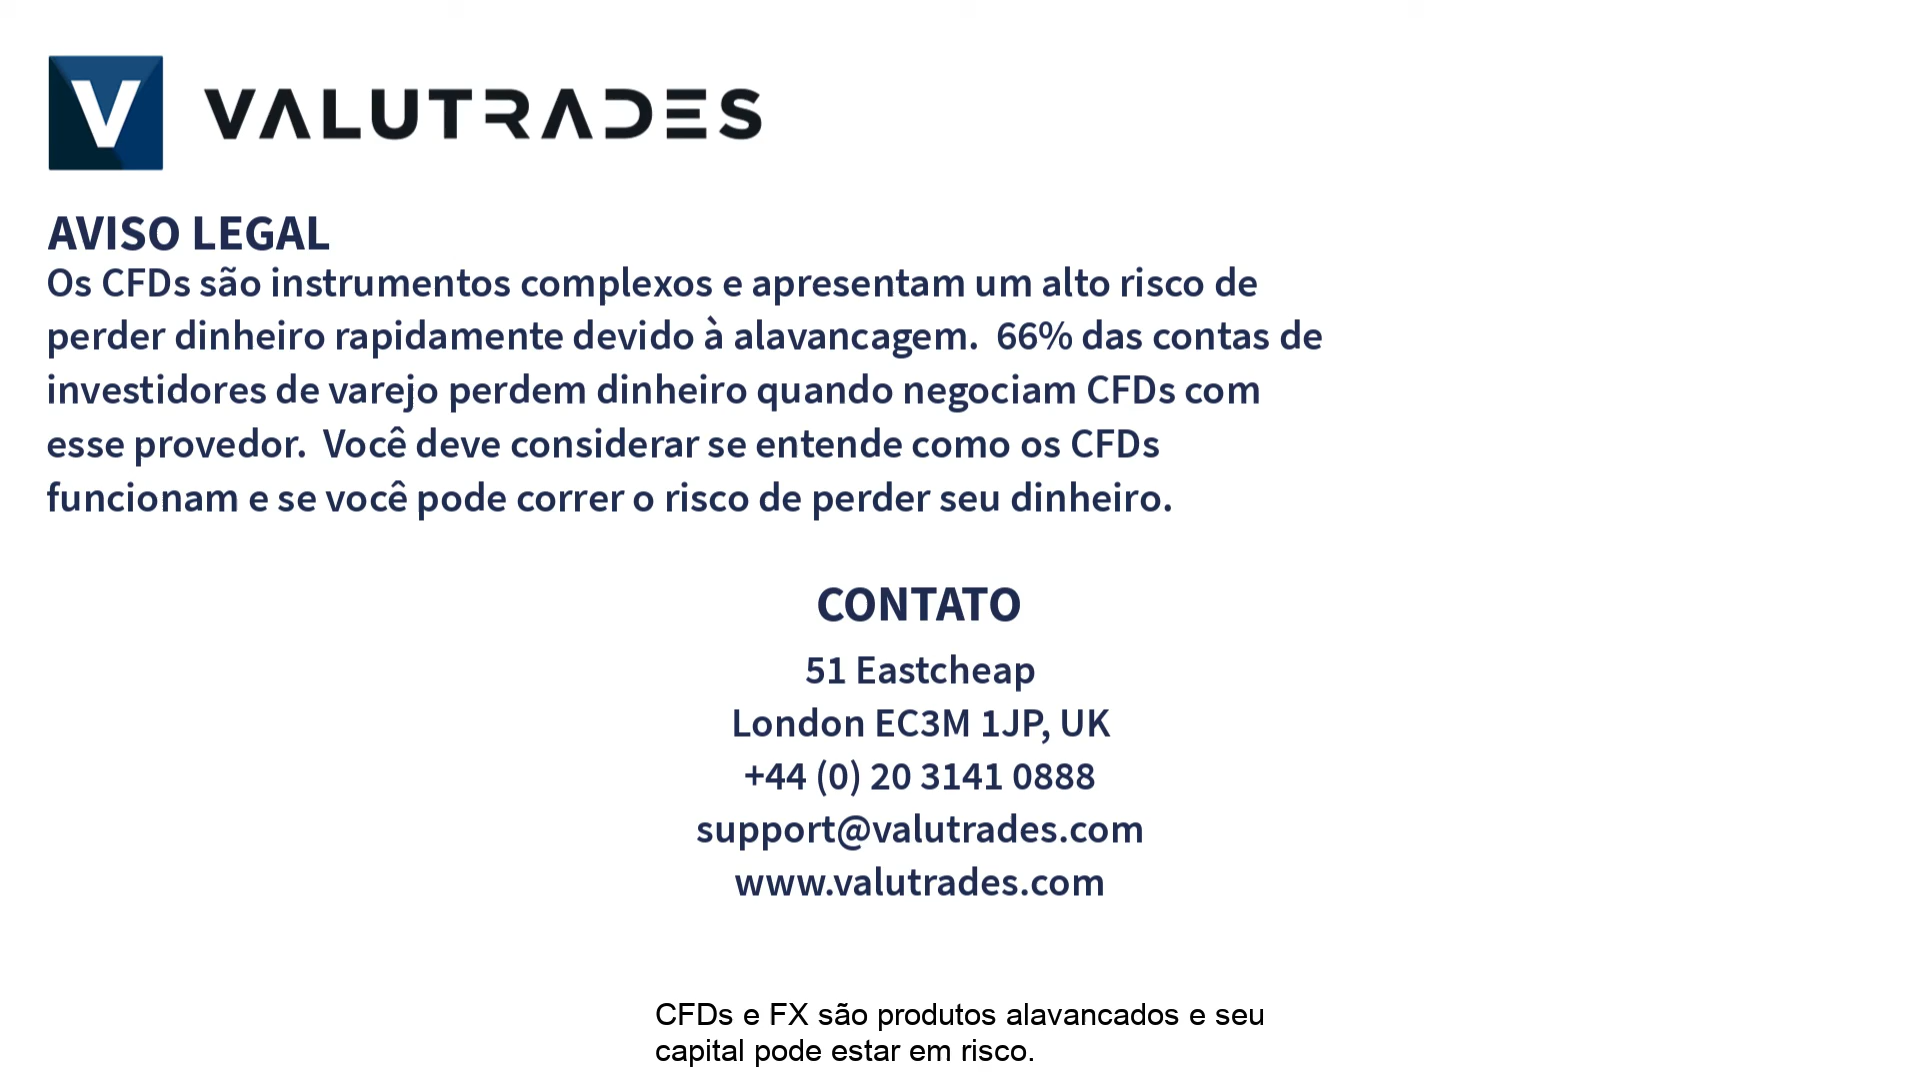 V VALUTRADES
AVISO LEGAL
Os CFDs são instrumentos complexos e apresentam um alto risco de
perder dinheiro rapidamente devido à alavancagem.  66% das contas de
investidores de varejo perdem dinheiro quando negociam CFDs com
esse provedor.  Você deve considerar se entende como os CFDs
funcionam e se você pode correr o risco de perder seu dinheiro.
CONTATO
51 Eastcheap
London EC3M 1JP, UK
+44 (0) 20 3141 0888
support@valutrades.com
www.valutrades.com
CFDs e FX são produtos alavancados e seu
capital pode estar em risco.